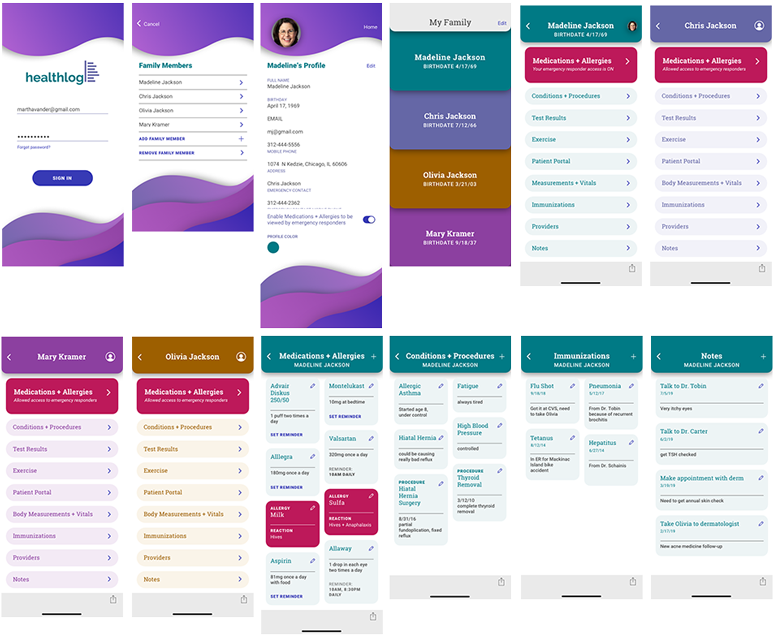 healthlog
marthavander@gmail.com
••••••••••
Forgot password?
SIGN IN
Cancel
Family Members
Madeline Jackson
Chris Jackson
Olivia Jackson
Mary Kramer
ADD FAMILY MEMBER
REMOVE FAMILY MEMBER
Home
Madeline's Profile
Edit
FULL NAME
Madeline Jackson
BIRTHDAY
April 17, 1969
EMAIL
mj@gmail.com
312-444-5556
MOBILE PHONE
1074 .N Kedzie, Chicago, IL 60606
ADDRESS
Chris Jackson
EMERGENCY CONTACT
312-444-2362
Enable Medications + Allergies to be
viewed by emergency responders
PROFILE COLOR
My Family
Edit
Madeline Jackson
BIRTHDATE 4/17/69
Chris Jackson
BIRTHDATE 7/12/66
Olivia Jackson
BIRTHDATE 3/21/03
Mary Kramer
BIRTHDATE 9/18/37
Madeline Jackson
BIRTHDATE 4/17/69
Medications + Allergies
Your emergency responder access is ON
Conditions + Procedures
Test Results
Exercise
Patient Portal
Measurements + Vitals
Immunizations
Providers
Notes
Chris Jackson
Medications + Allergies
Allowed access to emergency responders
Conditions + Procedures
Test Results
Exercise
Patient Portal
Body Measurements + Vitals
Immunizations
Providers
Notes
Mary Kramer
Medications + Allergies
Allowed access to emergency responders
Conditions + Procedures
Test Results
Exercise
Patient Portal
Body Measurements + Vitals
Immunizations
Providers
Notes
Olivia Jackson
Medications + Allergies
Allowed access to emergency responders
Conditions + Procedures
Test Results
Exercise
Patient Portal
Body Measurements + Vitals
Immunizations
Providers
Notes
Medications + Allergies
MADELINE JACKSON
Advair
Diskus
250/50
1 puff two times a
day
SET REMINDER
Montelukast
10mg at bedtime
SET REMINDER
Alllegra
180mg once a day
SET REMINDER
Valsartan
320mg once a day
REMINDER:
10AM DAILY
ALLERGY
Milk
REACTION
Hives
ALLERGY
Sulfa
REACTION
Hives + Anaphalaxis
Aspirin
81mg once a day
with food
SET REMINDER
Allaway
1 drop in each eye
two times a day
REMINDER:
10AM, 6:30PM
DAILY
Conditions + Procedures
MADELINE JACKSON
Allergic
Asthma
Started age 8,
under control
Fatigue
always tired
Hiatal Hernia
could be causing
really bad reflux
High Blood
Pressure
controlled
PROCEDURE
Hiatal
Hernia
Surgery
8/31/16
partial
fundoplication, fixed
reflux
PROCEDURE
Thyroid
Removal
5/12/10
complete thryroid
removal
Immunizations
MADELINE JACKSON
Flu Shot
9/18/18
Got it at CVS, need
to take Olivia
Pneumonia
5/12/17
From Dr. Tobis
because of recurrent
brochitis
Tetanus
In ER for Mackinac
Island bike
accident
Hepatitus
6/27/14
From Dr. Schainis
Notes
MADELINE JACKSON
Talk to Dr. Tobin
7/5/19
Very itchy eyes
Talk to Dr. Carter
6/2/19
get TSH checked
Make appointment with derm
Need to get annual skin check
Take Olivia to dermatologist
2/17/19
New acne medicine follow-up